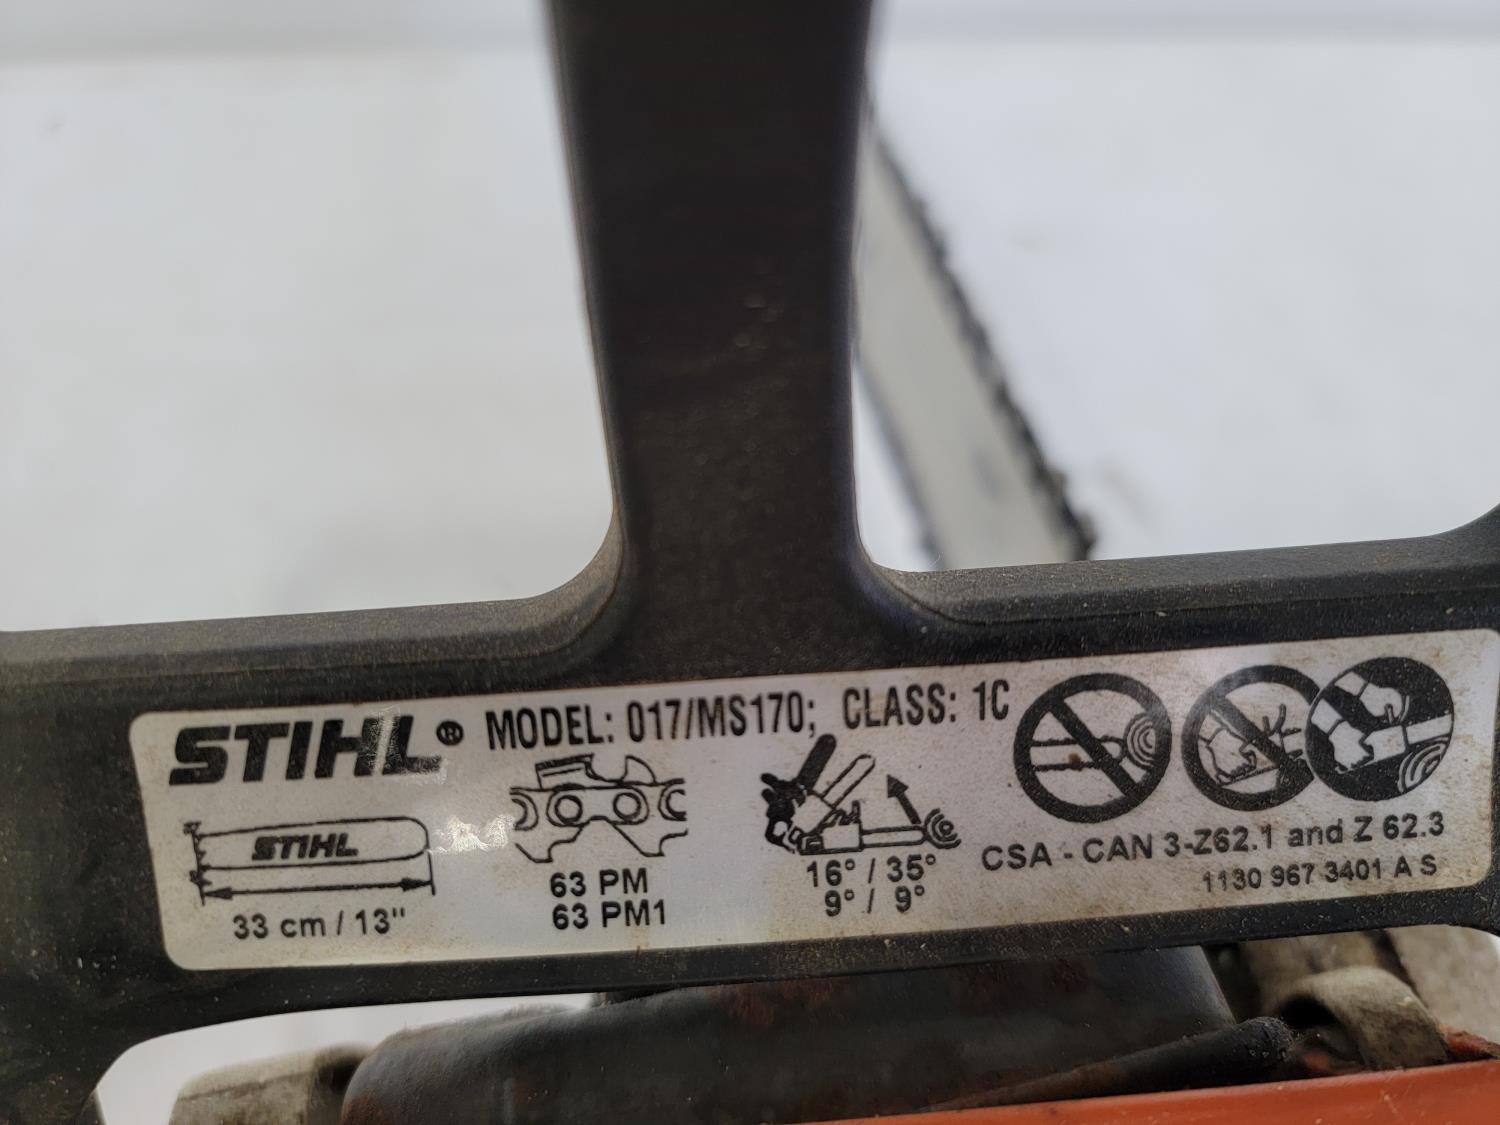 STIHL® MODEL: 017/MS170; CLASS: 1C
STIHL
33 cm / 13"
63 PM
63 PM1
16° / 35°
9° / 9°
CSA - CAN 3-Z62.1 and Z 62.3
1130 967 3401 A S